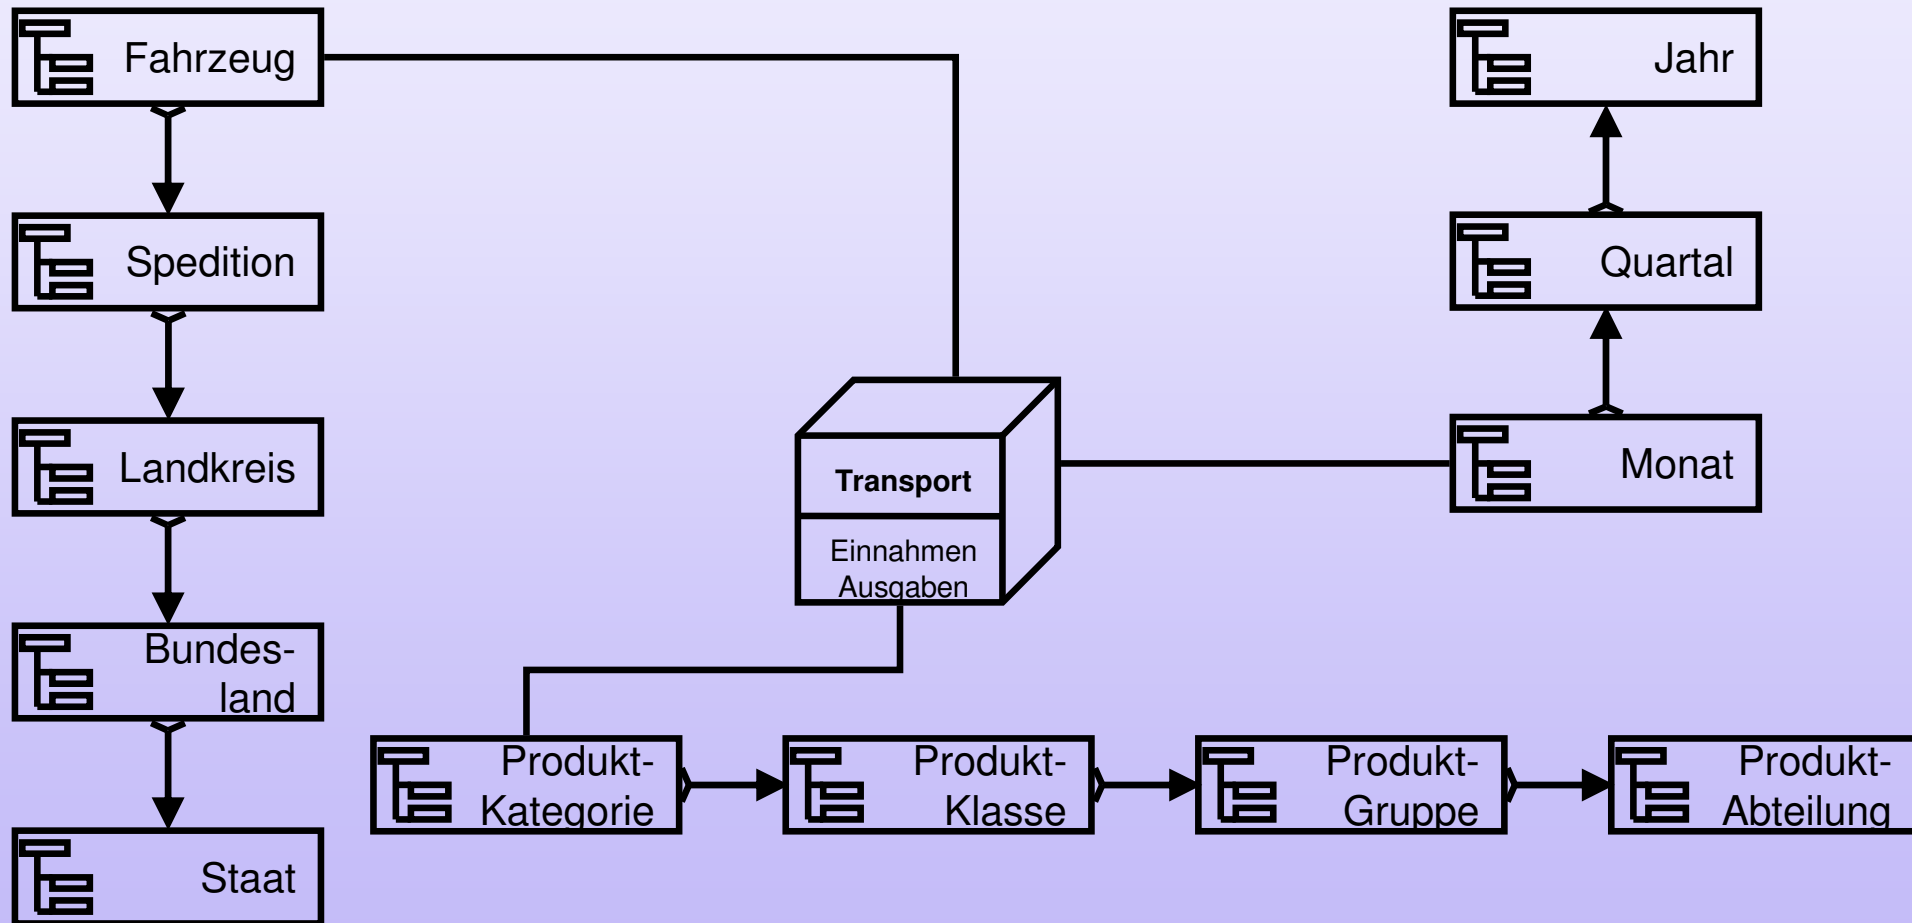 Fahrzeug
Jahr
Spedition
Quartal
Landkreis
Monat
Transport
Einnahmen
Ausgaben
Bundes-
land
Produkt-
Kategorie
Produkt-
Klasse
Produkt-
Gruppe
Produkt-
Abteilung
Staat